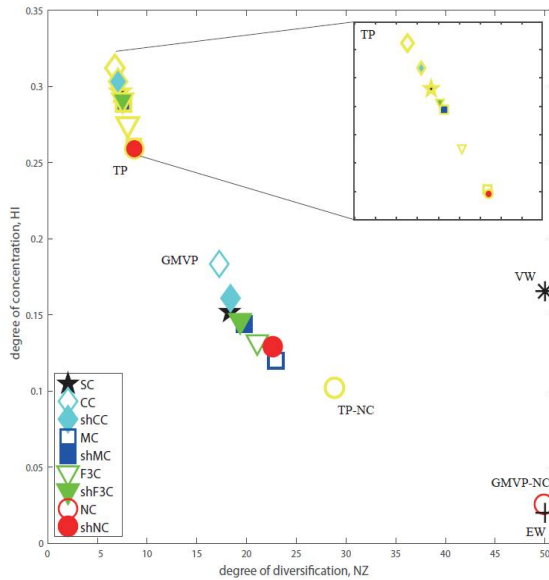 degree of concentration, HI
0.35
0.3
0.25
0.2
0.15
0.1
0.05
0
TP
TP
GMVP
VW
TP-NC
GMVP-NC
EW
SC
CC
shCC
MC
shMC
F3C
shF3C
NC
shNC
0 5 10 15 20 25 30 35 40 45 50
degree of diversification, NZ